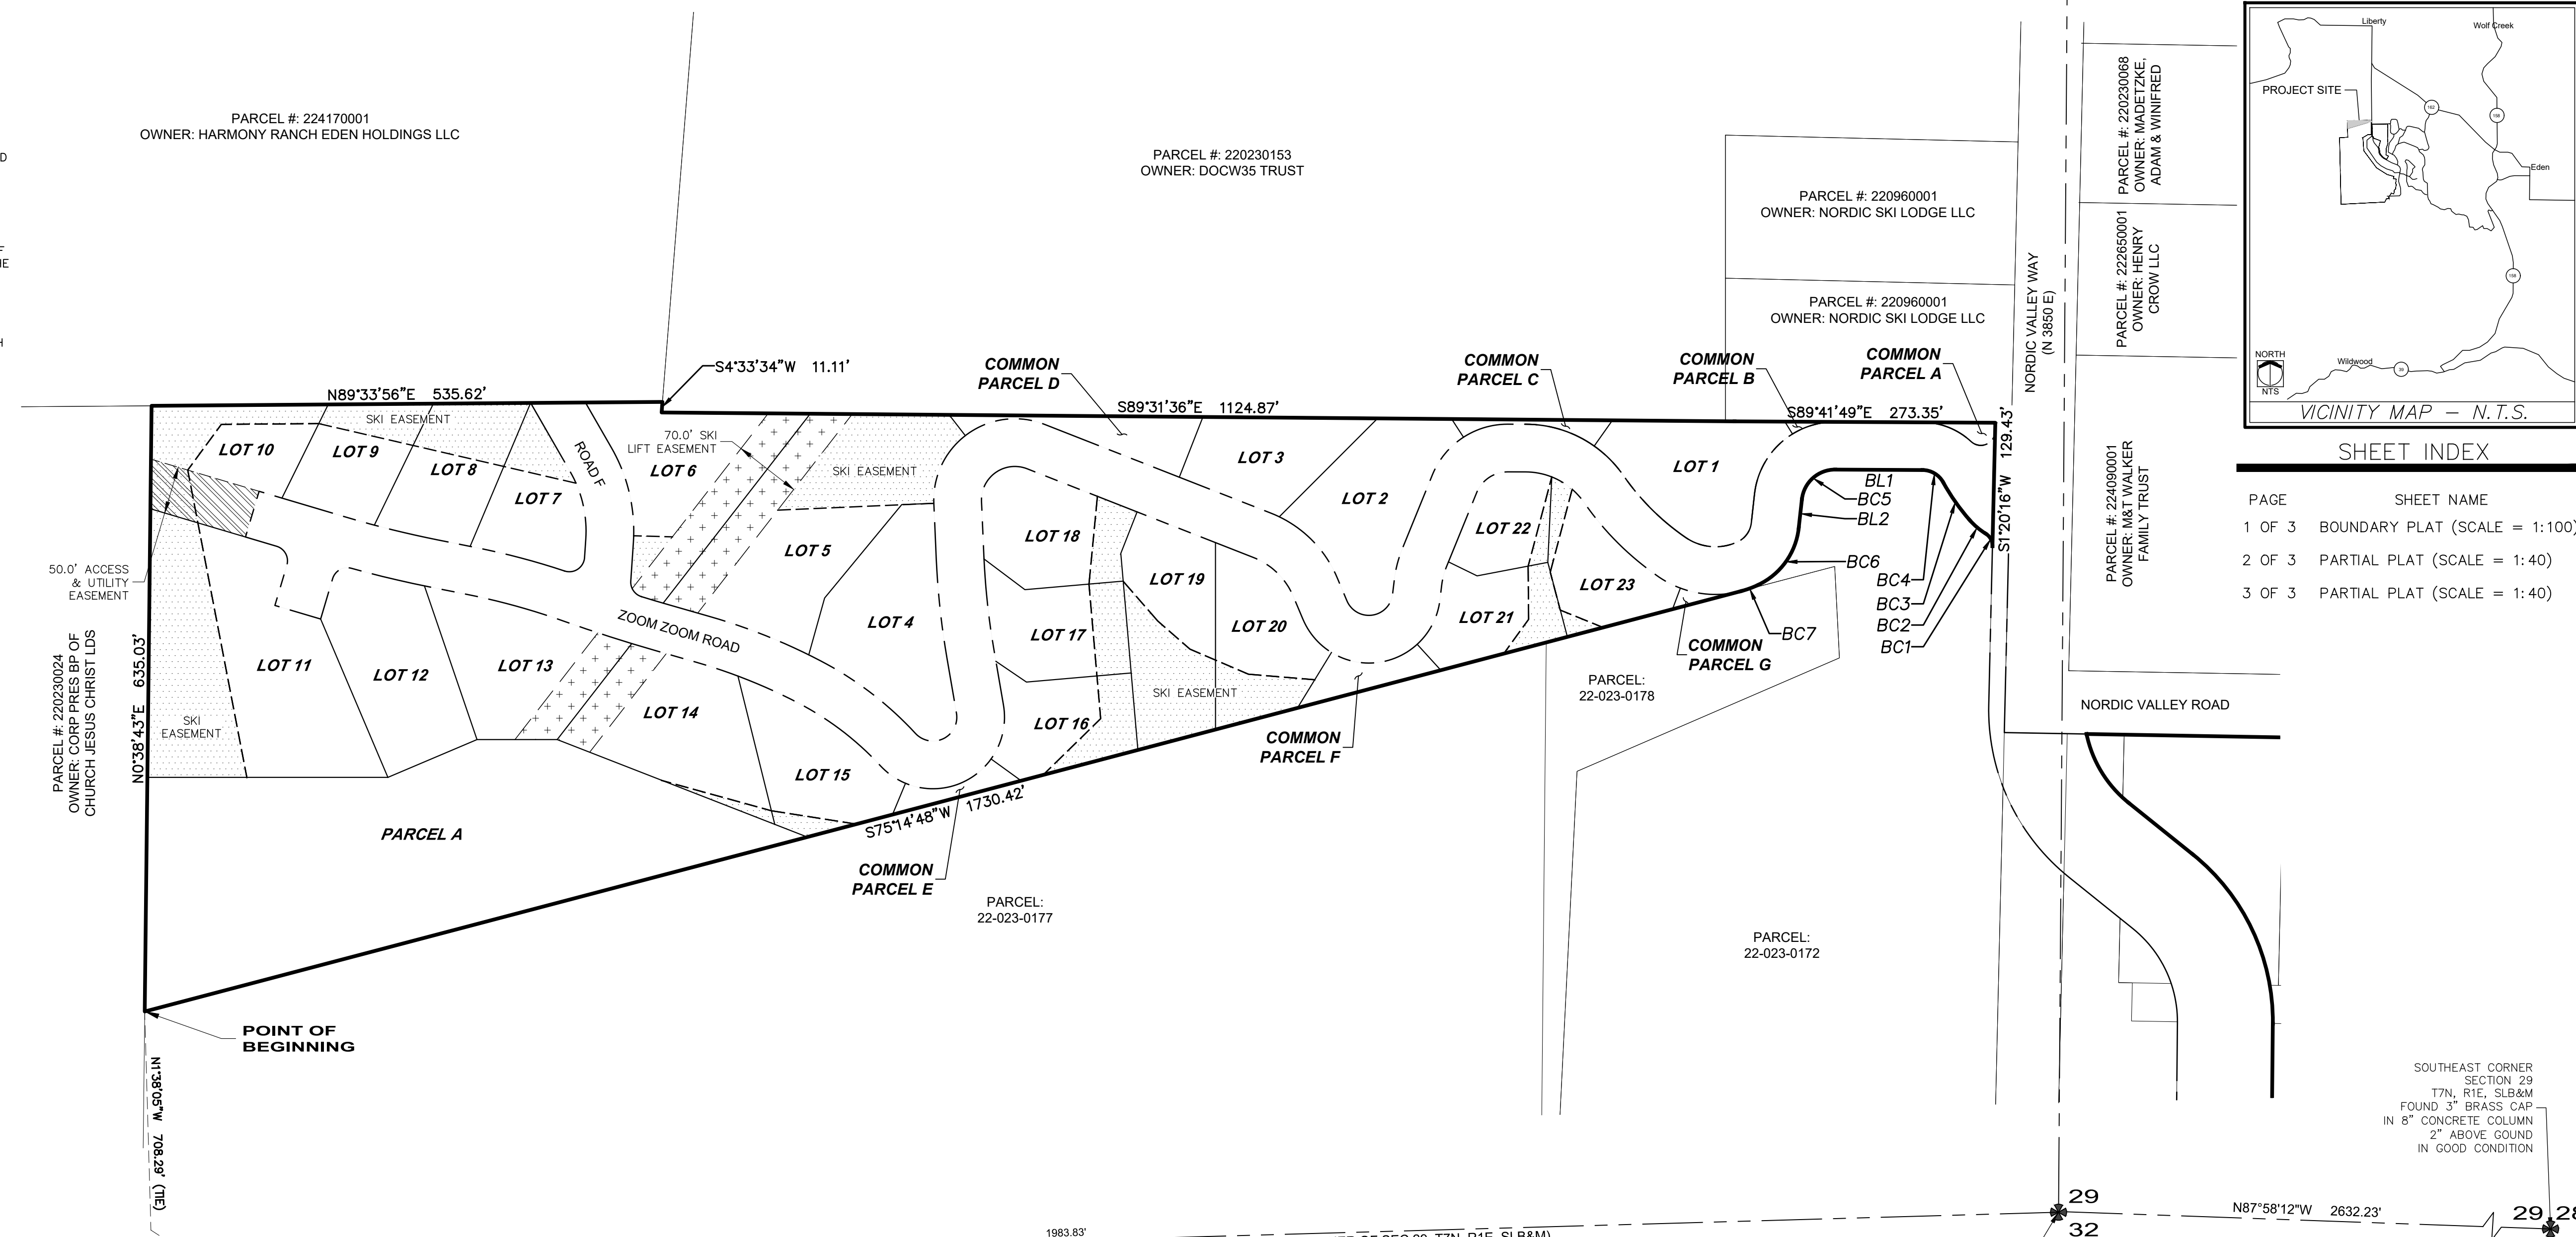 PARCEL #: 224170001
OWNER: HARMONY RANCH EDEN HOLDINGS LLC
PARCEL #: 220230153
OWNER: DOCW35 TRUST
PARCEL #: 220960001
OWNER: NORDIC SKI LODGE LLC
PARCEL #: 220960001
OWNER: NORDIC SKI LODGE LLC
NORDIC VALLEY WAY
(N 3850 E)
PARCEL #: 220230068
OWNER: MADETZKE,
ADAM & WINIFRED
PARCEL #: 222650001
OWNER: HENRY
CROW LLC
PARCEL #: 224090001
OWNER: M&T WALKER
FAMILY TRUST
Liberty
Wolf Creek
PROJECT SITE
162
158
Eden
158
Wildwood
39
NORTH
NTS
VICINITY MAP – N.T.S.
SHEET INDEX
PAGE SHEET NAME
1 OF 3 BOUNDARY PLAT (SCALE = 1:100)
2 OF 3 PARTIAL PLAT (SCALE = 1:40)
3 OF 3 PARTIAL PLAT (SCALE = 1:40)
N89°33'56"E 535.62'
S4°33'34"W 11.11'
COMMON
PARCEL D
S89°31'36"E 1124.87'
COMMON
PARCEL C
COMMON
PARCEL B
COMMON
PARCEL A
S89°41'49"E 273.35'
S1°20'16"W 129.43'
SKI EASEMENT
LOT 10
LOT 9
LOT 8
LOT 7
ROAD F
LOT 6
70.0' SKI
LIFT EASEMENT
SKI EASEMENT
LOT 3
LOT 2
LOT 1
BL1
BC5
BL2
BC6
BC4
BC3
BC2
BC1
BC7
LOT 5
LOT 4
LOT 18
LOT 19
LOT 17
LOT 20
LOT 22
LOT 21
LOT 23
COMMON
PARCEL G
50.0' ACCESS
& UTILITY
EASEMENT
ZOOM ZOOM ROAD
PARCEL #: 220230024
OWNER: CORP PRES BP OF
CHURCH JESUS CHRIST LDS
N0°38'43"E 635.03'
SKI
EASEMENT
LOT 11
LOT 12
LOT 13
LOT 14
LOT 15
LOT 16
SKI EASEMENT
COMMON
PARCEL F
PARCEL:
22-023-0178
NORDIC VALLEY ROAD
S75°14'48"W 1730.42'
PARCEL A
COMMON
PARCEL E
PARCEL:
22-023-0177
PARCEL:
22-023-0172
POINT OF
BEGINNING
N1°38'05"W 708.29' (TIE)
SOUTHEAST CORNER
SECTION 29
T7N, R1E, SLB&M
FOUND 3" BRASS CAP
IN 8" CONCRETE COLUMN
2" ABOVE GOUND
IN GOOD CONDITION
29
32
N87°58'12"W 2632.23'
29 28
1983.83'